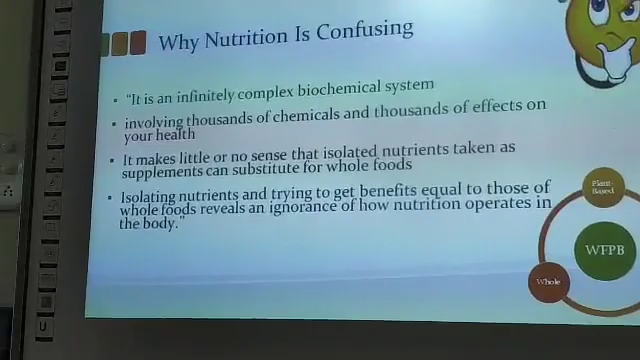 Why Nutrition Is Confusing
• "It is an infinitely complex biochemical system
• involving thousands of chemicals and thousands of effects on
your health
• It makes little or no sense that isolated nutrients taken as
supplements can substitute for whole foods
• Isolating nutrients and trying to get benefits equal to those of
whole foods reveals an ignorance of how nutrition operates in
the body."
Plant-
Based
WFPB
Whole
U